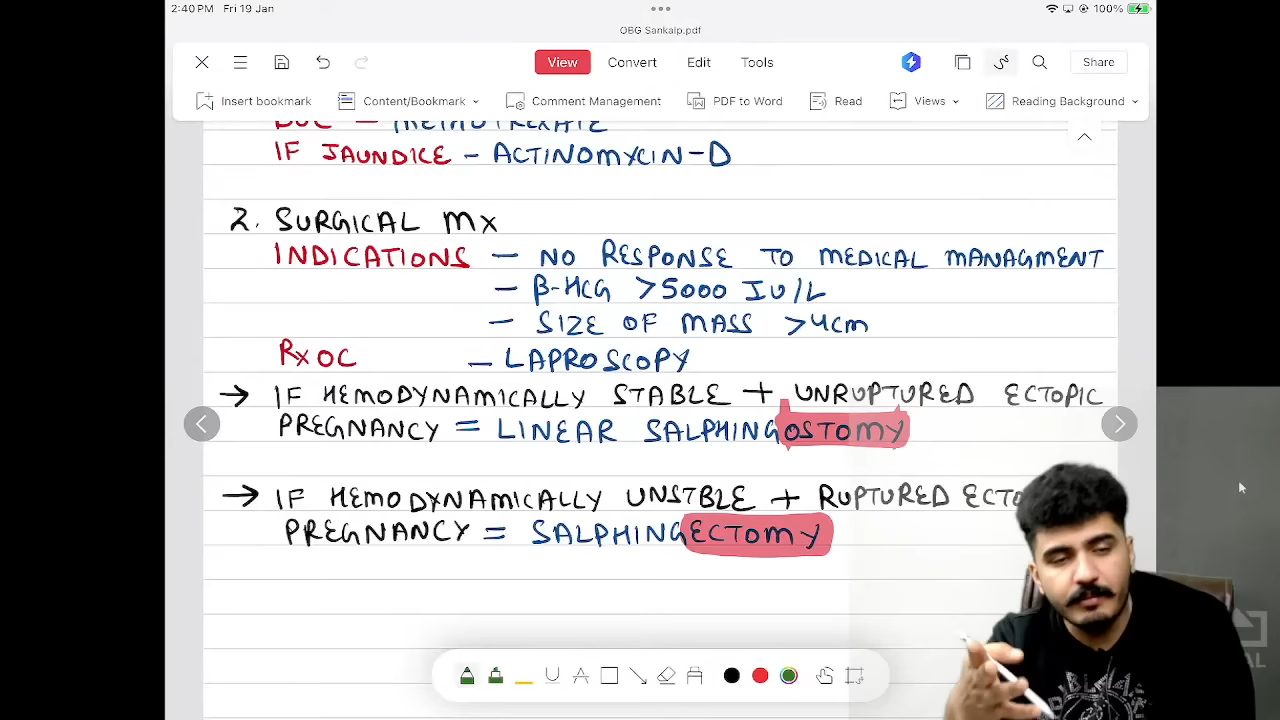 2:40 PM Fri 19 Jan
100%
OBG Sankalp.pdf
View Convert Edit Tools Share
Insert bookmark Content/Bookmark Comment Management PDF to Word Read Views Reading Background
DOC - METHOTREXATE
IF JAUNDICE - ACTINOMYCIN-D
2. SURGICAL MX
INDICATIONS - NO RESPONSE TO MEDICAL MANAGMENT
- β-HCG >5000 IU/L
- SIZE OF MASS >4cm
RxOC - LAPROSCOPY
→ IF HEMODYNAMICALLY STABLE + UNRUPTURED ECTOPIC
PREGNANCY = LINEAR SALPHINGOSTOMY
→ IF HEMODYNAMICALLY UNSTBLE + RUPTURED ECTO
PREGNANCY = SALPHINGECTOMY